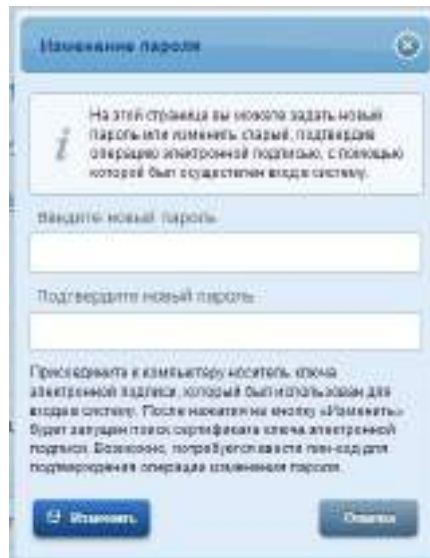 Изменение пароля
На этой странице вы можете задать новый
пароль или изменить старый, подтвердив
операцию электронной подписью, с помощью
которой был осуществлен вход в систему.
Введите новый пароль
Подтвердите новый пароль
Присоедините к компьютеру носитель ключа
электронной подписи, который был использован для
входа в систему. После нажатия на кнопку «Изменить»
будет запущен поиск сертификата ключа электронной
подписи. Возможно, потребуется ввести пин-код для
подтверждения операции изменения пароля.
Изменить
Отмена